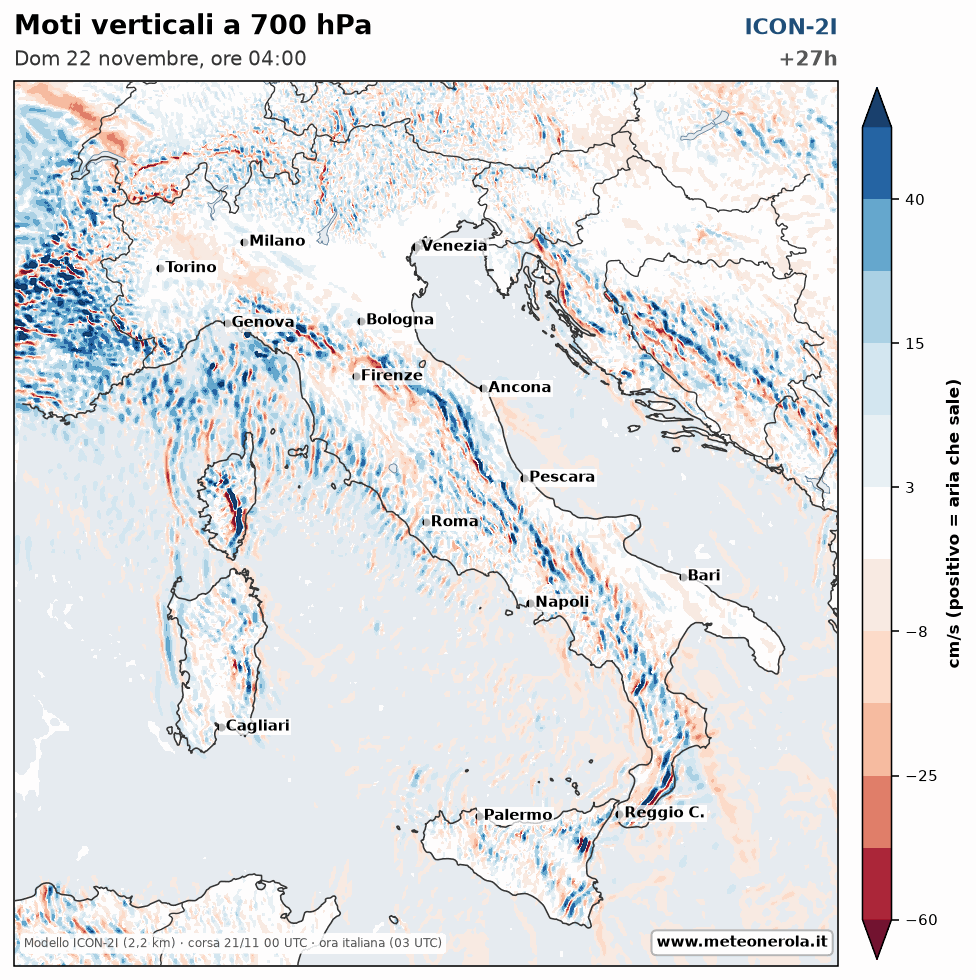 Moti verticali a 700 hPa
ICON-2I
Dom 22 novembre, ore 04:00
+27h
Milano
Venezia
Torino
Genova
Bologna
Firenze
Ancona
Pescara
Roma
Bari
Napoli
Cagliari
Palermo
Reggio C.
40
15
3
−8
−25
−60
cm/s (positivo = aria che sale)
Modello ICON-2I (2,2 km) · corsa 21/11 00 UTC · ora italiana (03 UTC)
www.meteonerola.it